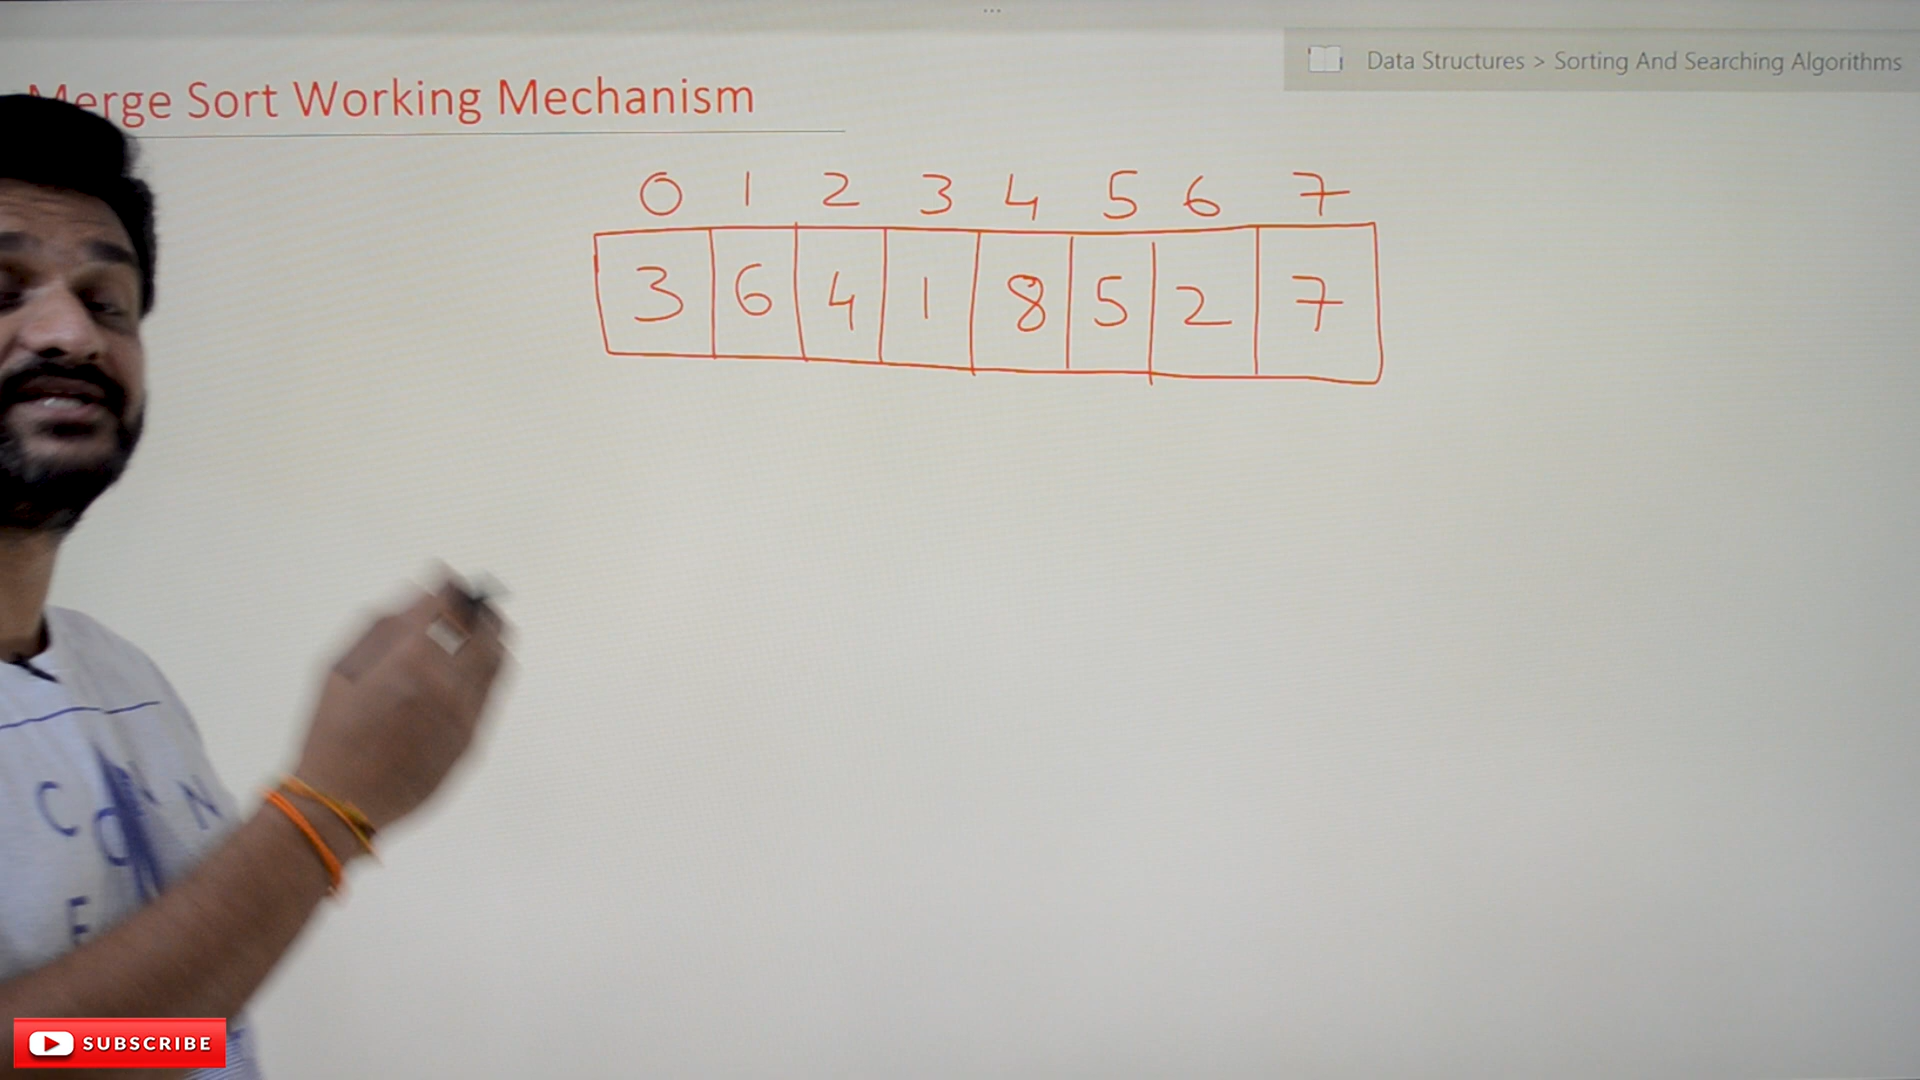 Data Structures > Sorting And Searching Algorithms
Merge Sort Working Mechanism
0 1 2 3 4 5 6 7
3 6 4 1 8 5 2 7
C O N N
E
SUBSCRIBE